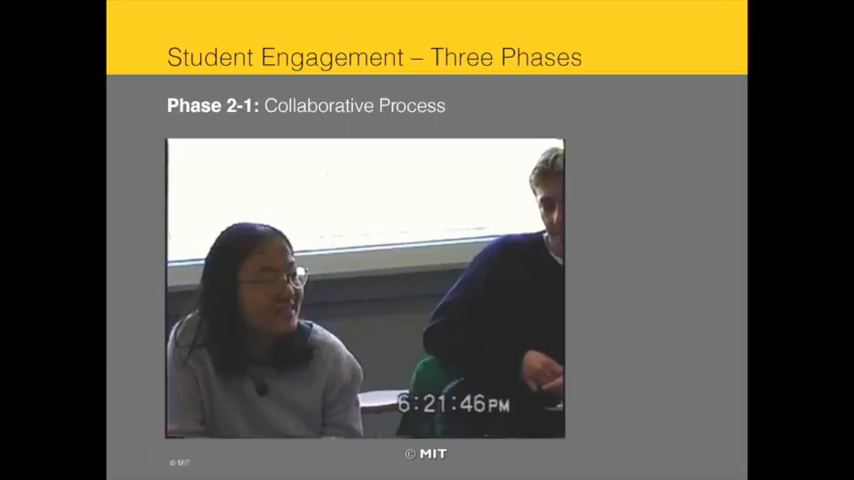 Student Engagement – Three Phases
Phase 2-1: Collaborative Process
6:21:46PM
© MIT
© MIT